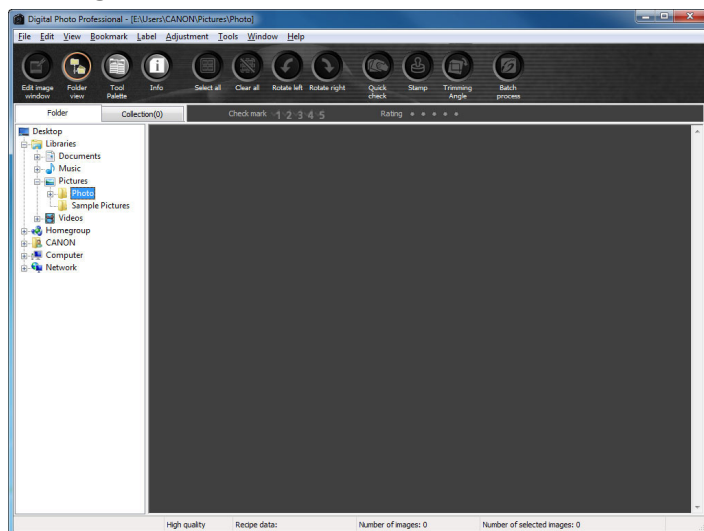 Digital Photo Professional - [E:\Users\CANON\Pictures\Photo]
File Edit View Bookmark Label Adjustment Tools Window Help
Edit image window
Folder view
Tool Palette
Info
Select all
Clear all
Rotate left
Rotate right
Quick check
Stamp
Trimming Angle
Batch process
Folder Collection(0) Check mark 1 2 3 4 5 Rating
Desktop
Libraries
Documents
Music
Pictures
Photo
Sample Pictures
Videos
Homegroup
CANON
Computer
Network
High quality Recipe data: Number of images: 0 Number of selected images: 0